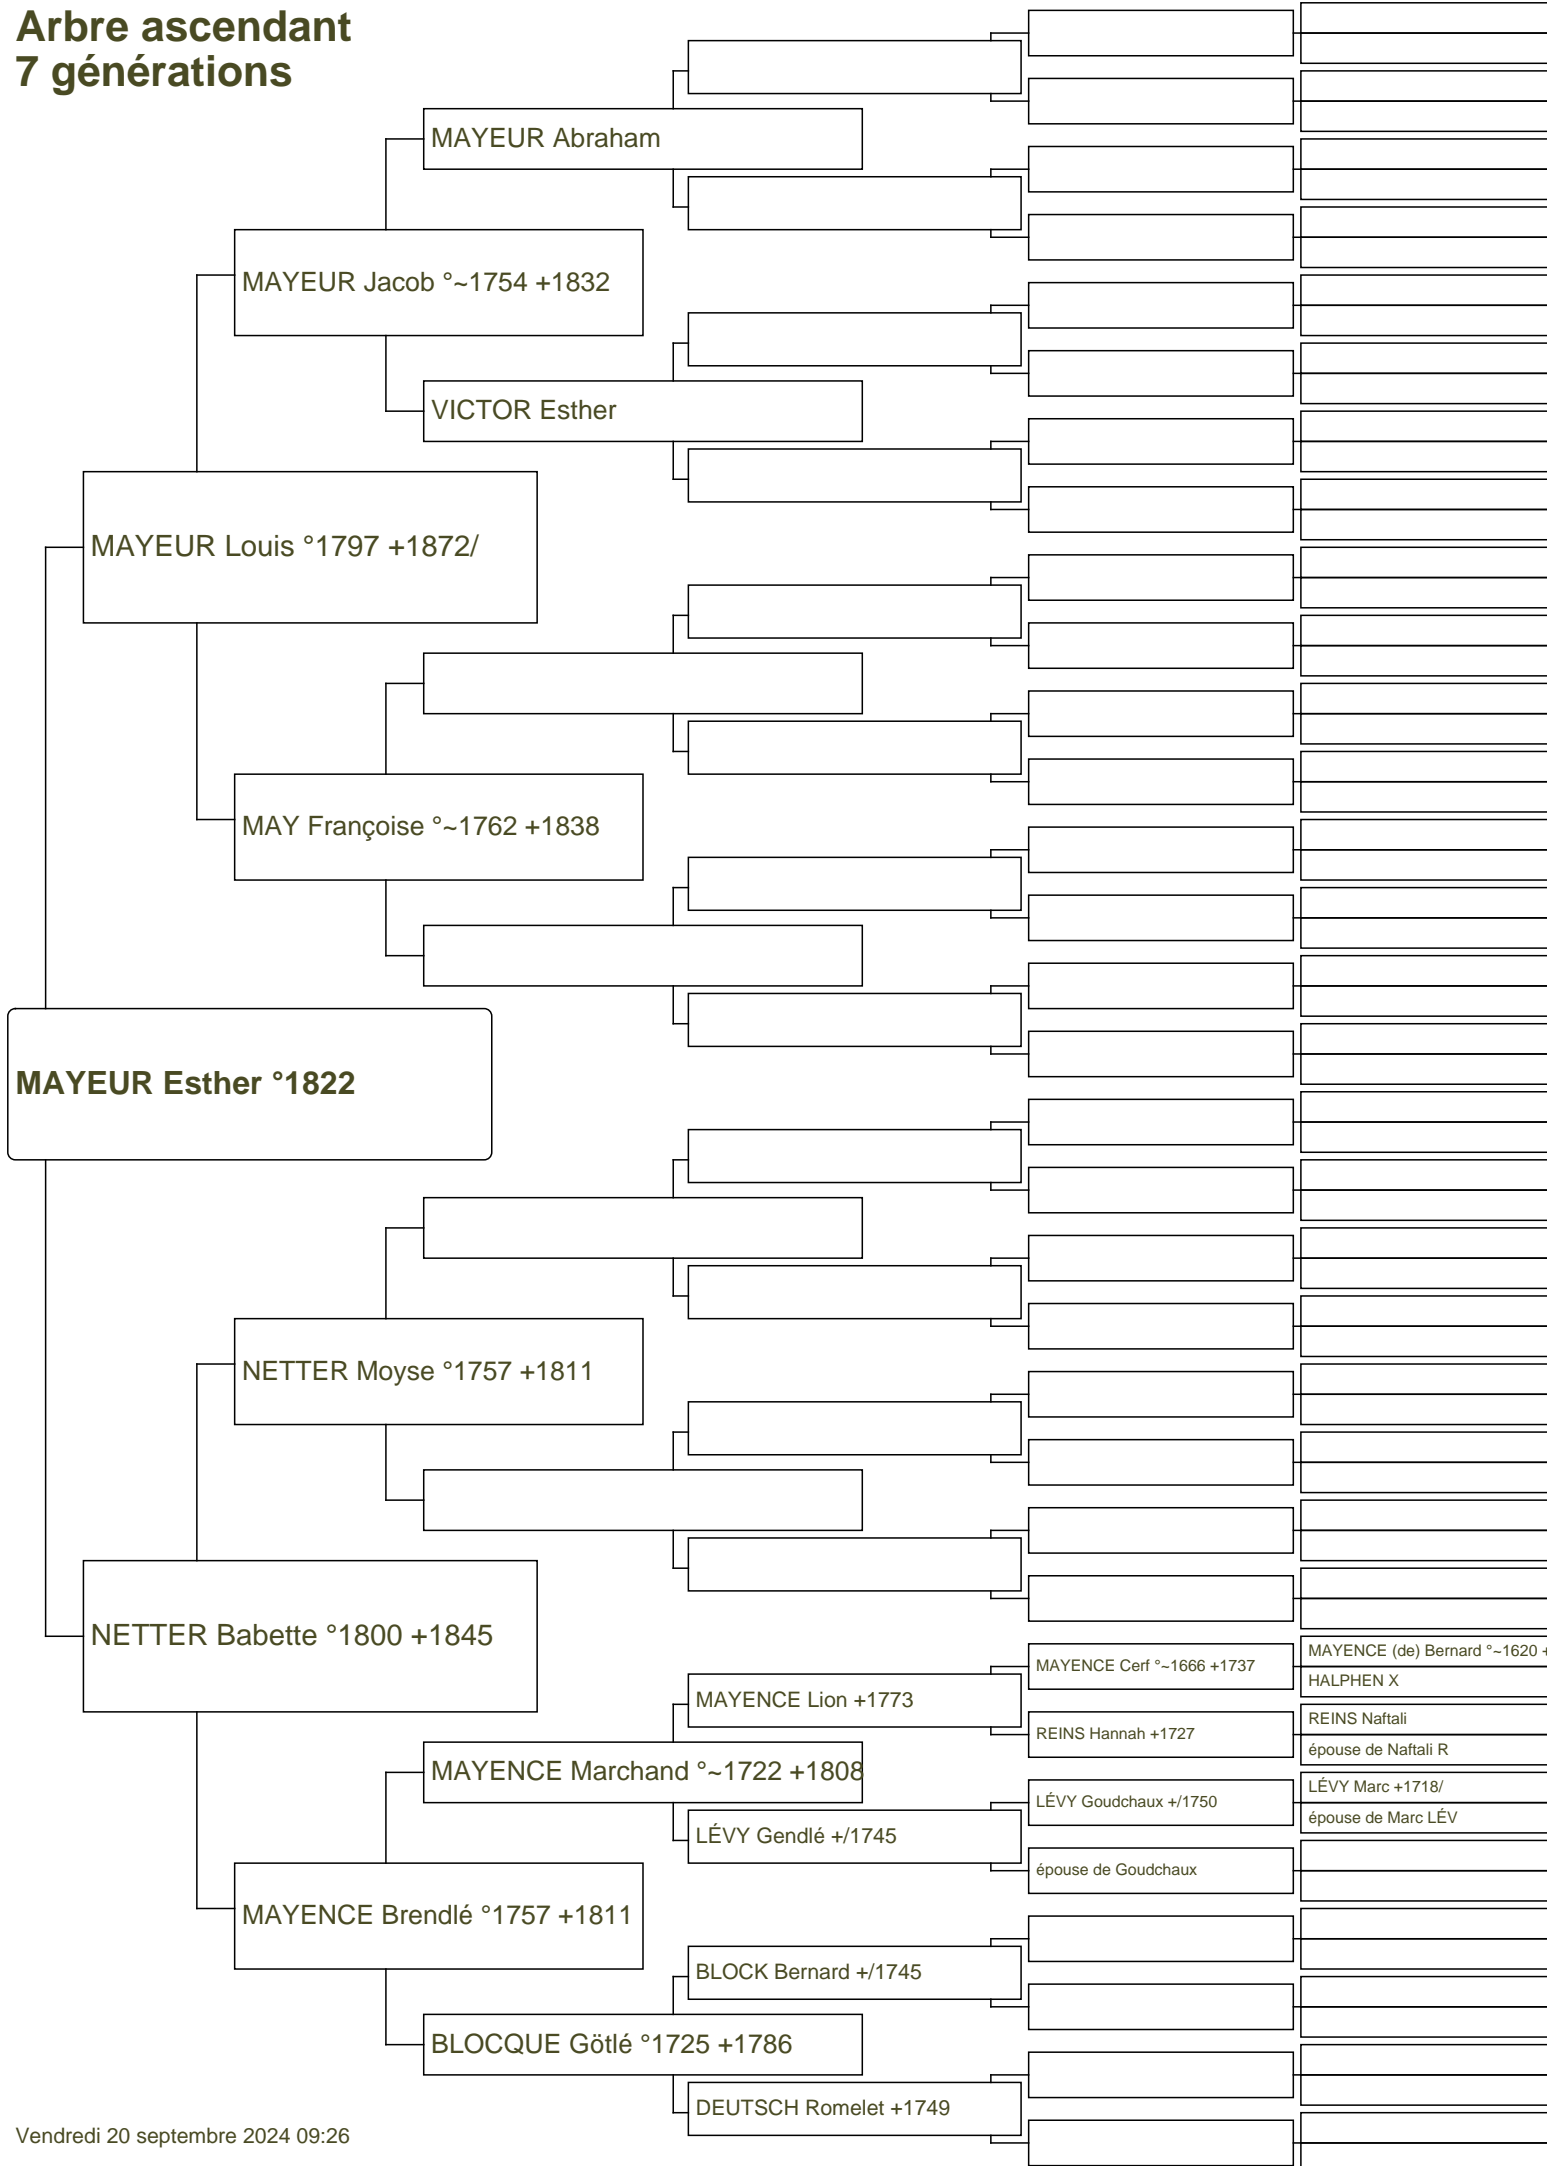 Arbre ascendant
7 générations
MAYEUR Abraham
MAYEUR Jacob °~1754 +1832
VICTOR Esther
MAYEUR Louis °1797 +1872/
MAY Françoise °~1762 +1838
MAYEUR Esther °1822
NETTER Moyse °1757 +1811
NETTER Babette °1800 +1845
MAYENCE (de) Bernard °~1620 +
MAYENCE Cerf °~1666 +1737
HALPHEN X
MAYENCE Lion +1773
REINS Naftali
REINS Hannah +1727
épouse de Naftali R
MAYENCE Marchand °~1722 +1808
LÉVY Marc +1718/
LÉVY Goudchaux +/1750
épouse de Marc LÉV
LÉVY Gendlé +/1745
épouse de Goudchaux
MAYENCE Brendlé °1757 +1811
BLOCK Bernard +/1745
BLOCQUE Götlé °1725 +1786
DEUTSCH Romelet +1749
Vendredi 20 septembre 2024 09:26